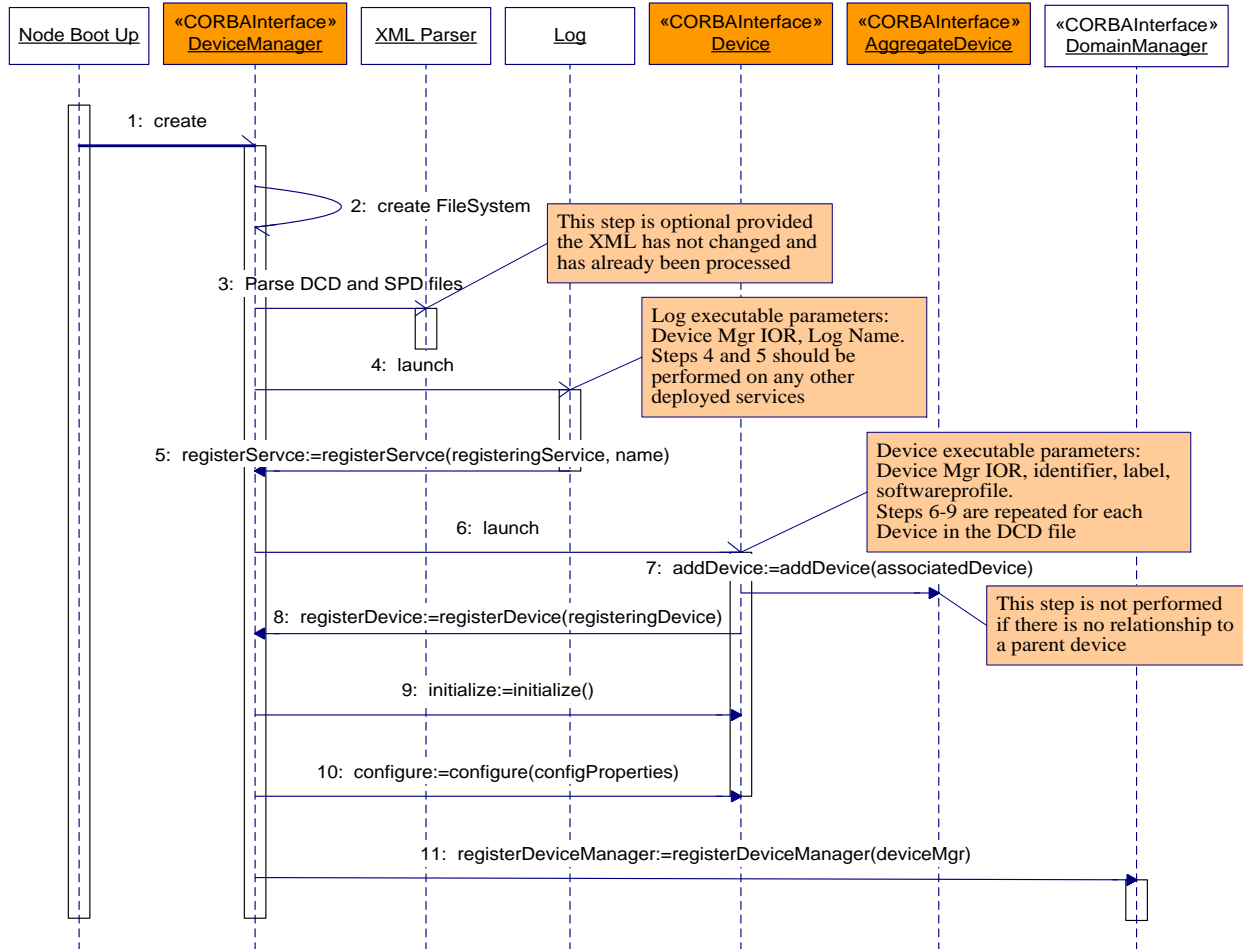 Node Boot Up
«CORBAInterface»
DeviceManager
XML Parser
Log
«CORBAInterface»
Device
«CORBAInterface»
AggregateDevice
«CORBAInterface»
DomainManager
1: create
2: create FileSystem
This step is optional provided
the XML has not changed and
has already been processed
3: Parse DCD and SPD files
Log executable parameters:
Device Mgr IOR, Log Name.
Steps 4 and 5 should be
performed on any other
deployed services
4: launch
5: registerServce:=registerServce(registeringService, name)
Device executable parameters:
Device Mgr IOR, identifier, label,
softwareprofile.
Steps 6-9 are repeated for each
Device in the DCD file
6: launch
7: addDevice:=addDevice(associatedDevice)
This step is not performed
if there is no relationship to
a parent device
8: registerDevice:=registerDevice(registeringDevice)
9: initialize:=initialize()
10: configure:=configure(configProperties)
11: registerDeviceManager:=registerDeviceManager(deviceMgr)